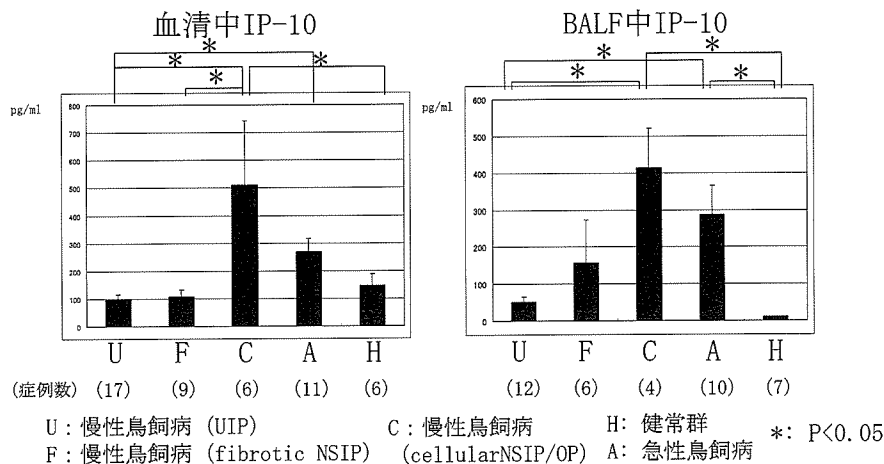 血清中IP-10
BALF中IP-10
* * * *
* * * *
pg/ml
800
700
600
500
400
300
200
100
0
pg/ml
600
500
400
300
200
100
0
U F C A H
U F C A H
(症例数) (17) (9) (6) (11) (6)
(12) (6) (4) (10) (7)
U:慢性鳥飼病 (UIP)
F:慢性鳥飼病 (fibrotic NSIP)
C:慢性鳥飼病
(cellularNSIP/OP)
H: 健常群
A: 急性鳥飼病
*: P<0.05